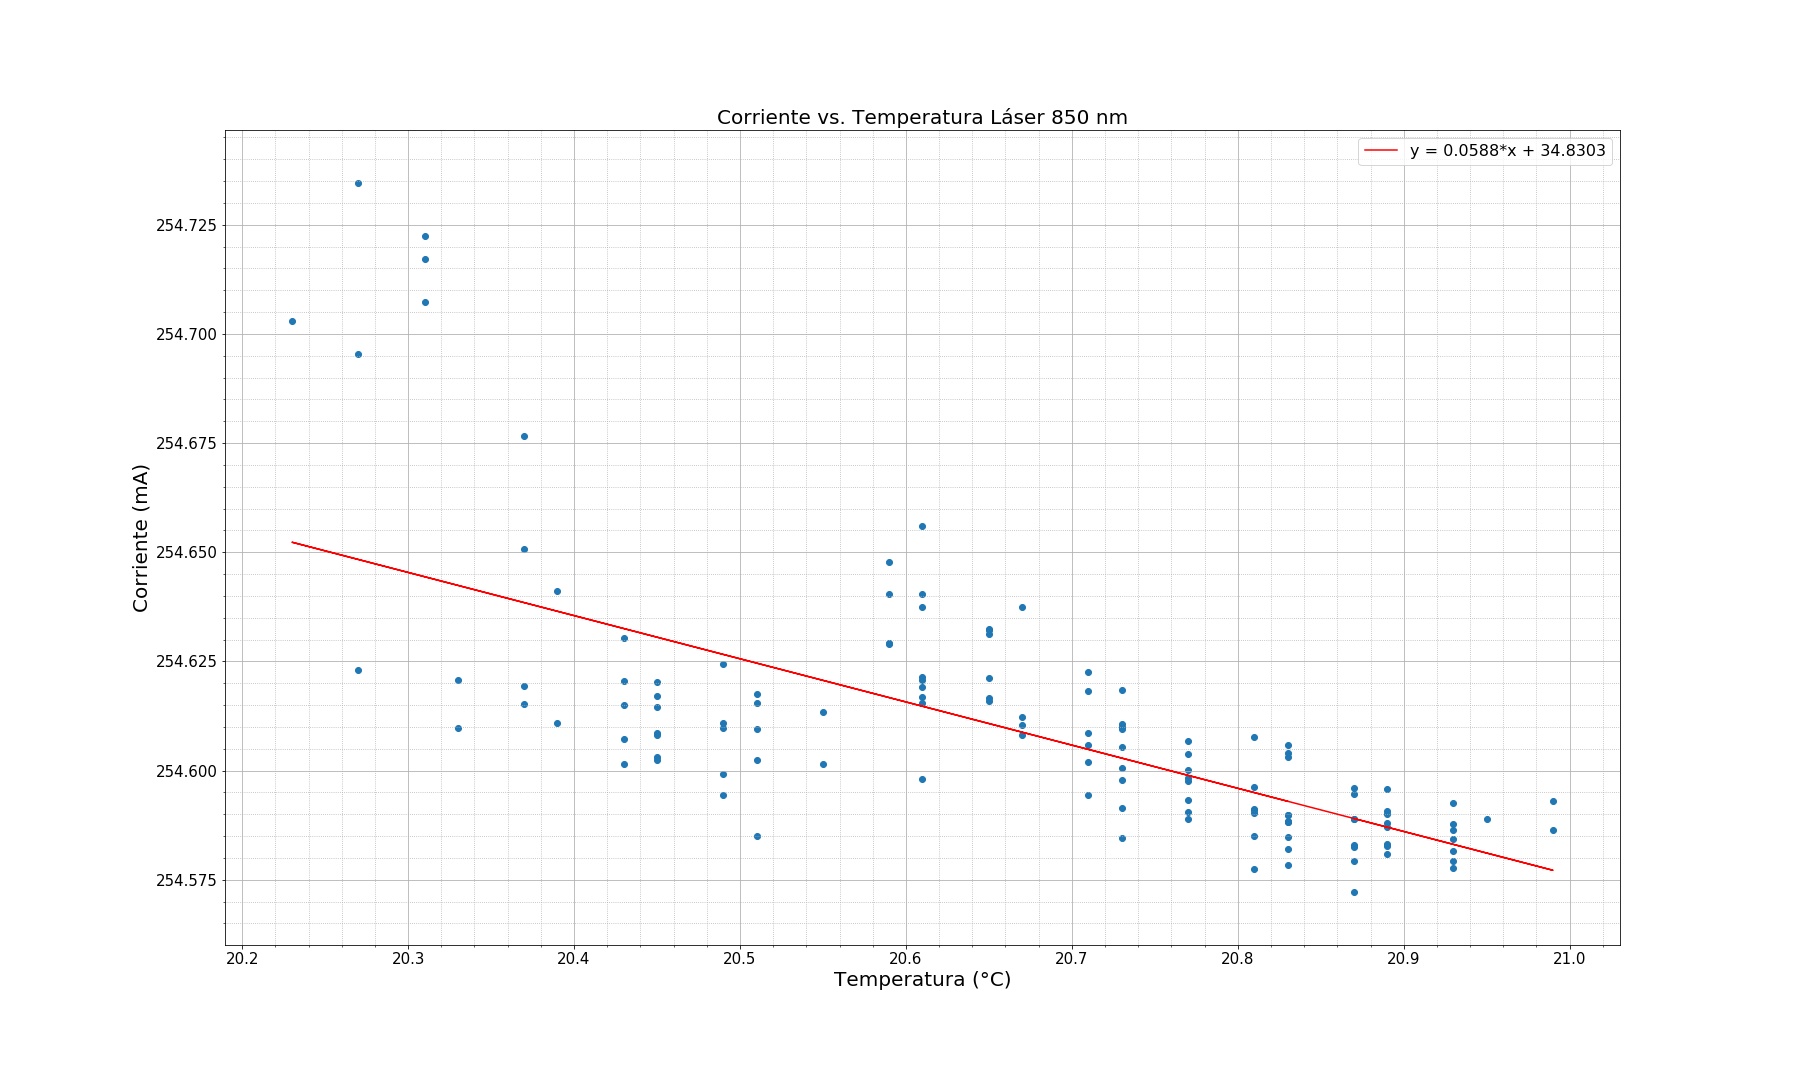 Corriente vs. Temperatura Láser 850 nm
y = 0.0588*x + 34.8303
Corriente (mA)
254.725
254.700
254.675
254.650
254.625
254.600
254.575
20.2 20.3 20.4 20.5 20.6 20.7 20.8 20.9 21.0
Temperatura (°C)